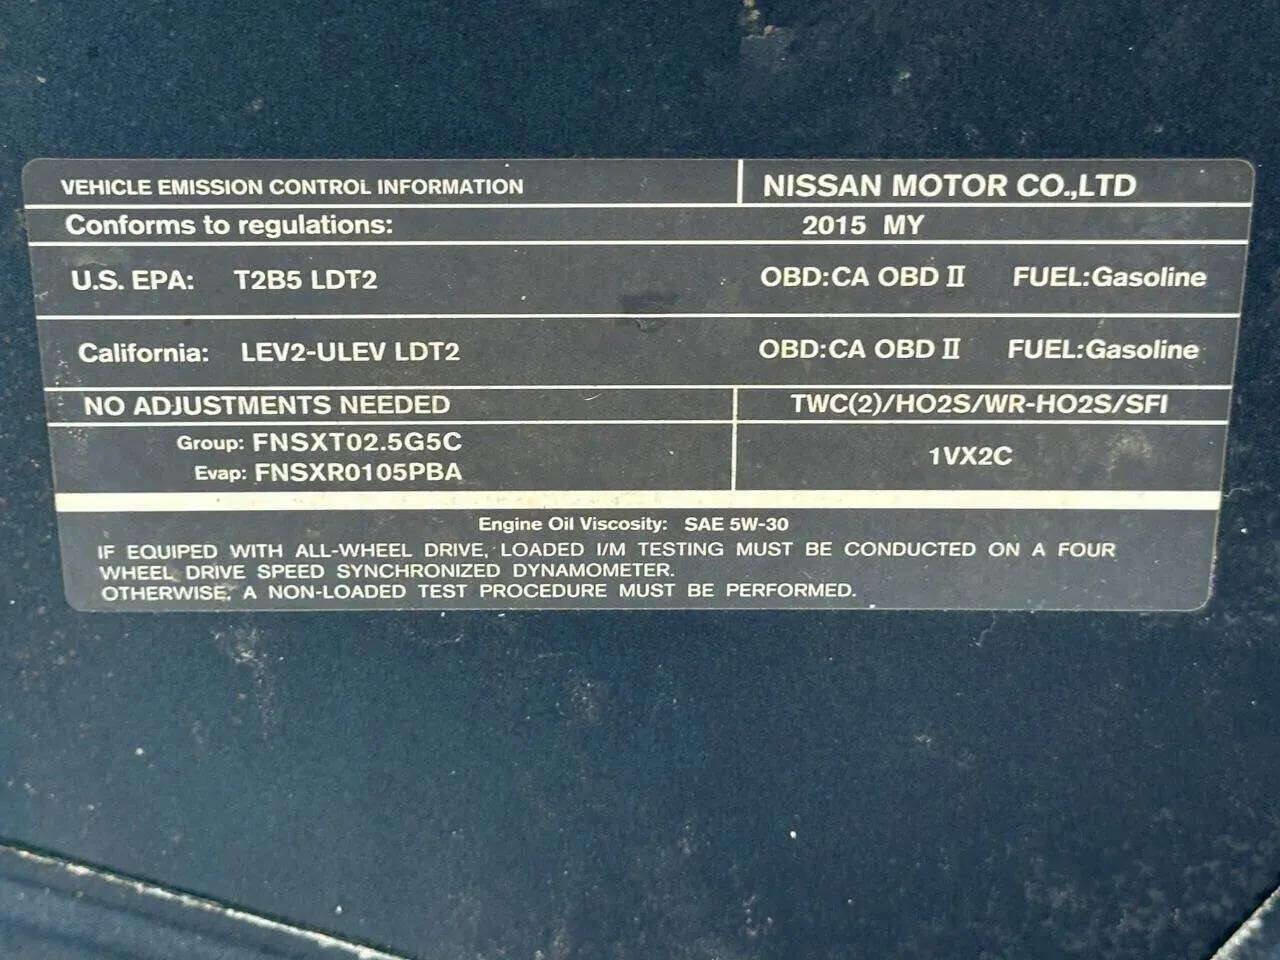 VEHICLE EMISSION CONTROL INFORMATION
NISSAN MOTOR CO.,LTD
Conforms to regulations:
2015 MY
U.S. EPA: T2B5 LDT2
OBD:CA OBD II FUEL:Gasoline
California: LEV2-ULEV LDT2
OBD:CA OBD II FUEL:Gasoline
NO ADJUSTMENTS NEEDED
TWC(2)/HO2S/WR-HO2S/SFI
Group: FNSXT02.5G5C
Evap: FNSXR0105PBA
1VX2C
Engine Oil Viscosity: SAE 5W-30
IF EQUIPED WITH ALL-WHEEL DRIVE, LOADED I/M TESTING MUST BE CONDUCTED ON A FOUR
WHEEL DRIVE SPEED SYNCHRONIZED DYNAMOMETER.
OTHERWISE, A NON-LOADED TEST PROCEDURE MUST BE PERFORMED.